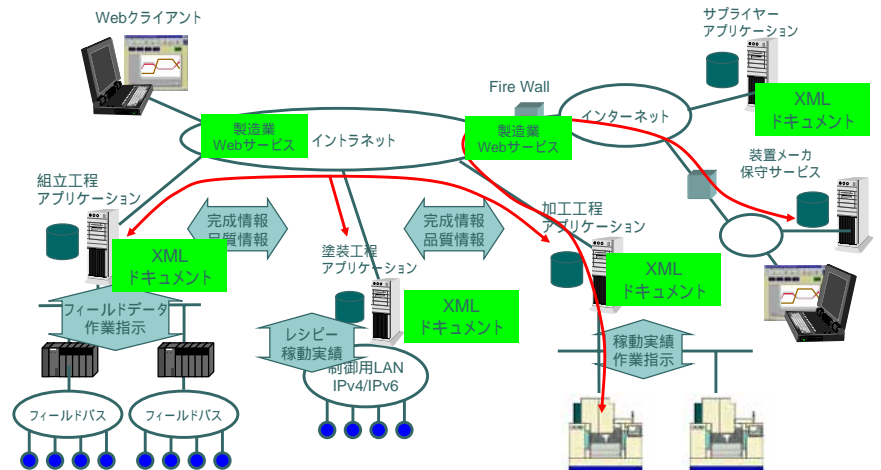 Webクライアント
サプライヤー
アプリケーション
Fire Wall
インターネット
XML
ドキュメント
製造業
Webサービス
イントラネット
製造業
Webサービス
装置メーカ
保守サービス
組立工程
アプリケーション
完成情報
品質情報
完成情報
品質情報
加工工程
アプリケーション
塗装工程
アプリケーション
XML
ドキュメント
XML
ドキュメント
XML
ドキュメント
フィールドデータ
作業指示
レシピー
稼動実績
稼動実績
作業指示
制御用LAN
IPv4/IPv6
フィールドバス
フィールドバス